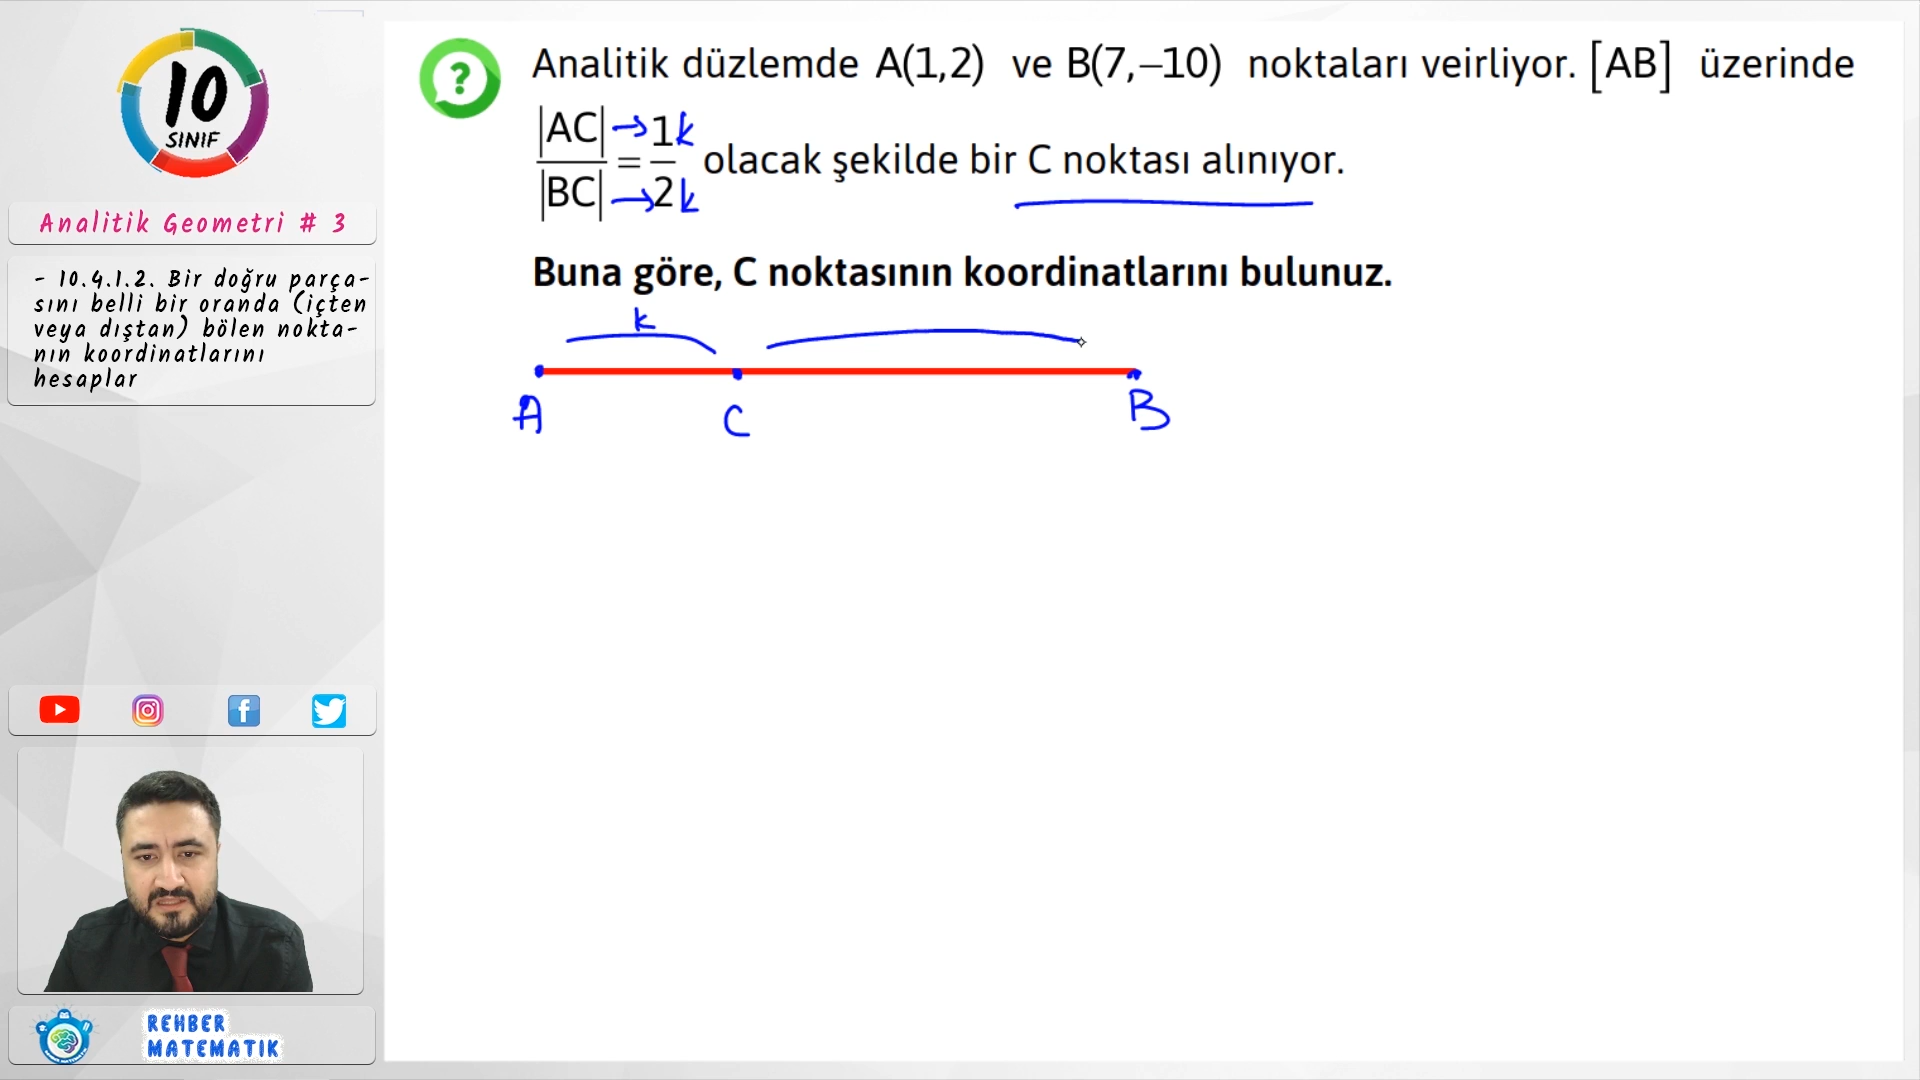 10
SINIF
Analitik Geometri # 3
- 10.4.1.2. Bir doğru parça-
sını belli bir oranda (içten
veya dıştan) bölen nokta-
nın koordinatlarını
hesaplar
Analitik düzlemde A(1,2) ve B(7,−10) noktaları veirliyor. [AB] üzerinde
|AC| → 1k
|BC| → 2k
= olacak şekilde bir C noktası alınıyor.
Buna göre, C noktasının koordinatlarını bulunuz.
k
A C B
REHBER
MATEMATIK